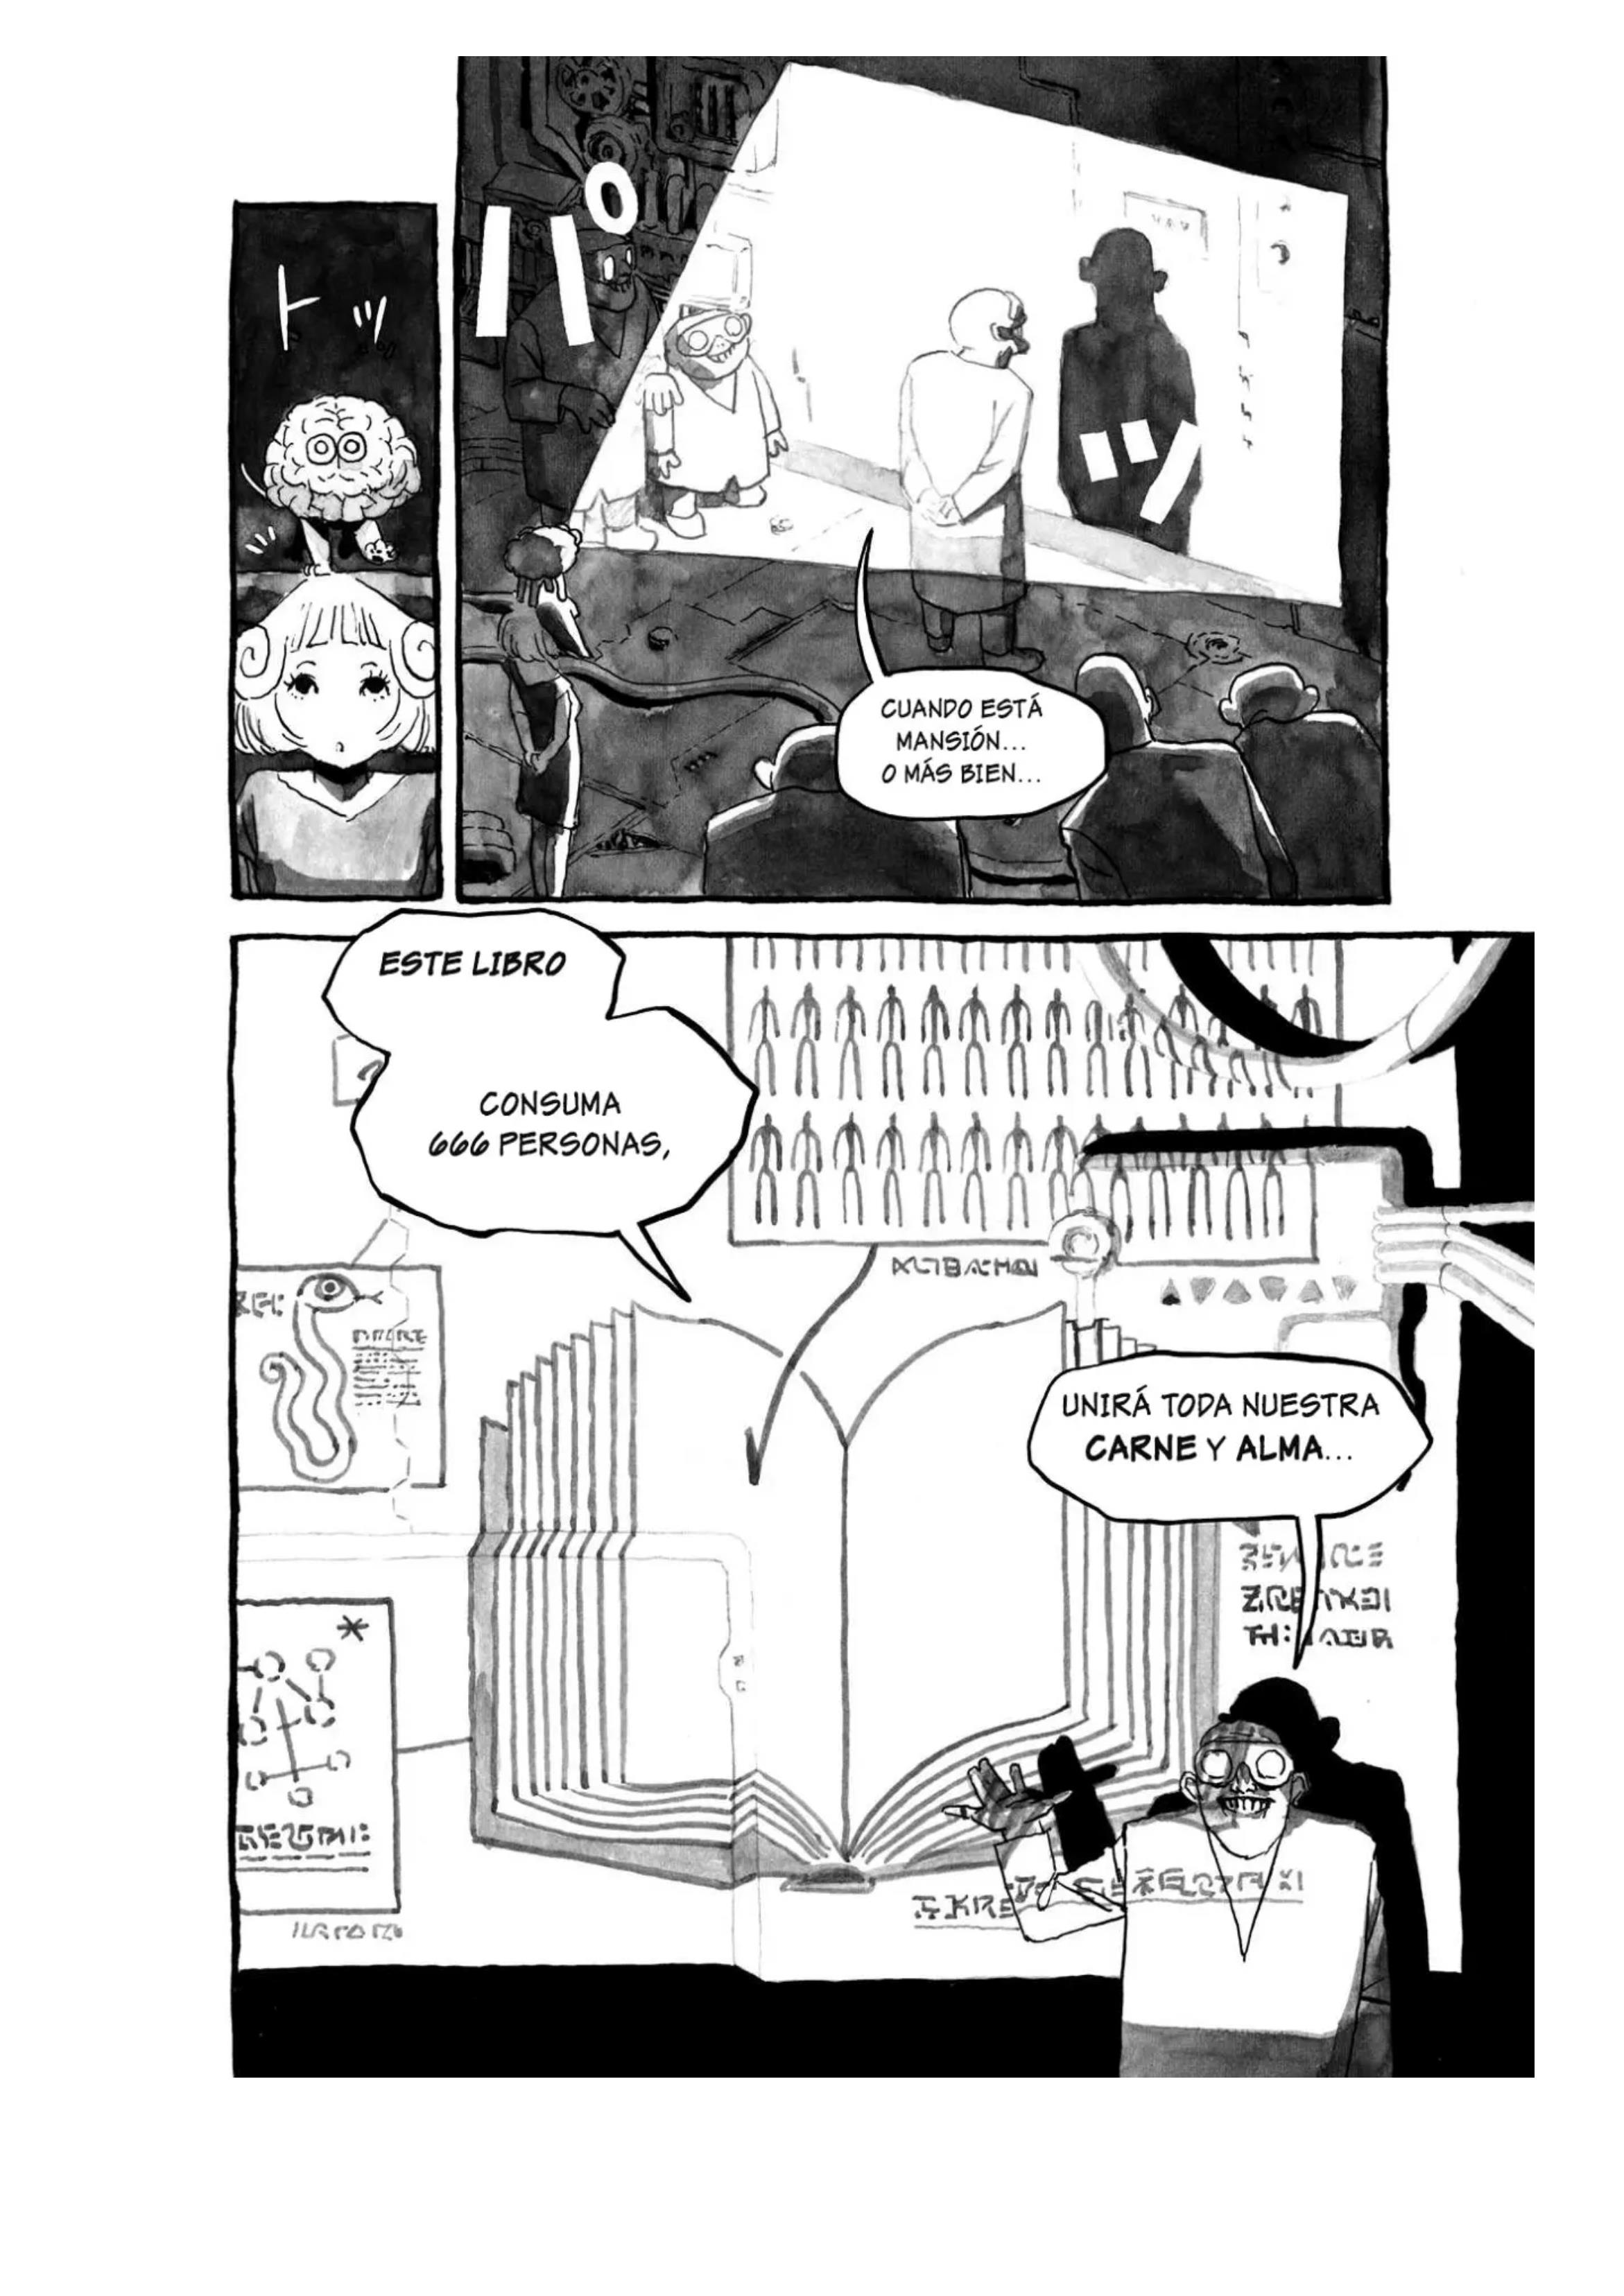 パッ
CUANDO ESTÁ
MANSIÓN...
O MÁS BIEN...
トッ
ESTE LIBRO
CONSUMA
666 PERSONAS,
UNIRÁ TODA NUESTRA
CARNE Y ALMA...